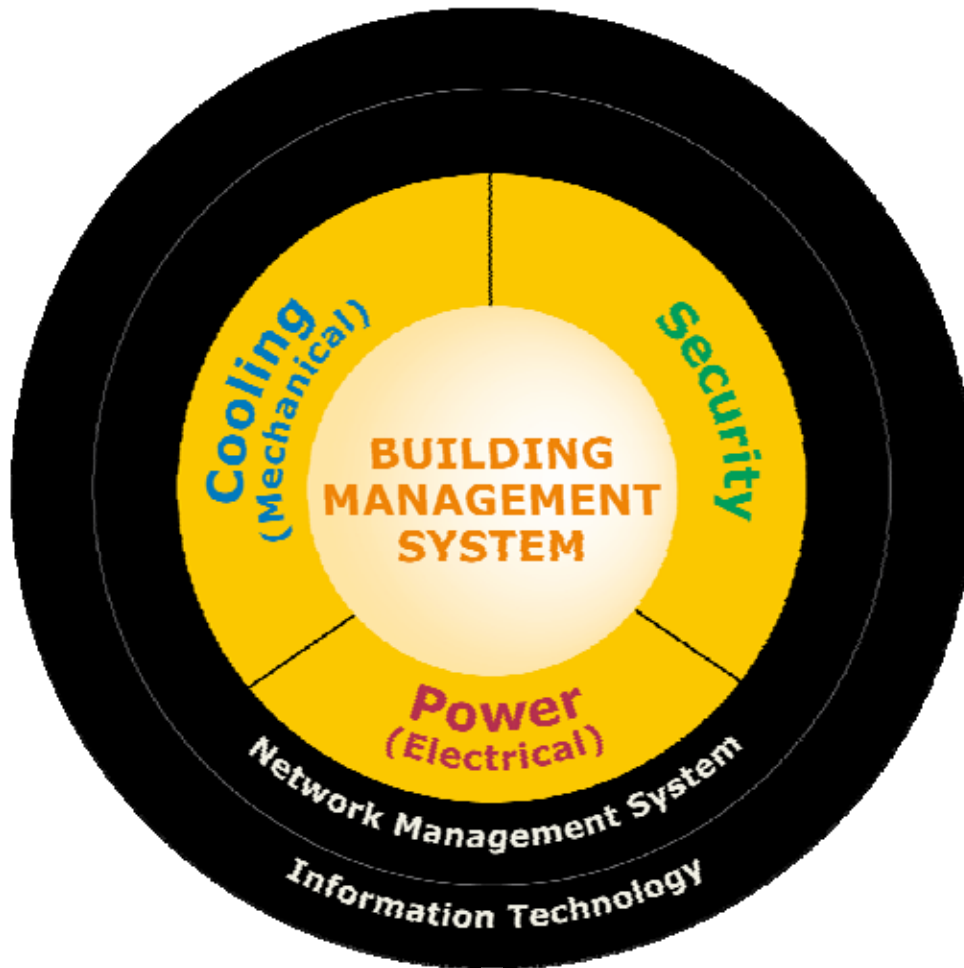 Cooling
(Mechanical)
Security
BUILDING
MANAGEMENT
SYSTEM
Power
(Electrical)
Network Management System
Information Technology